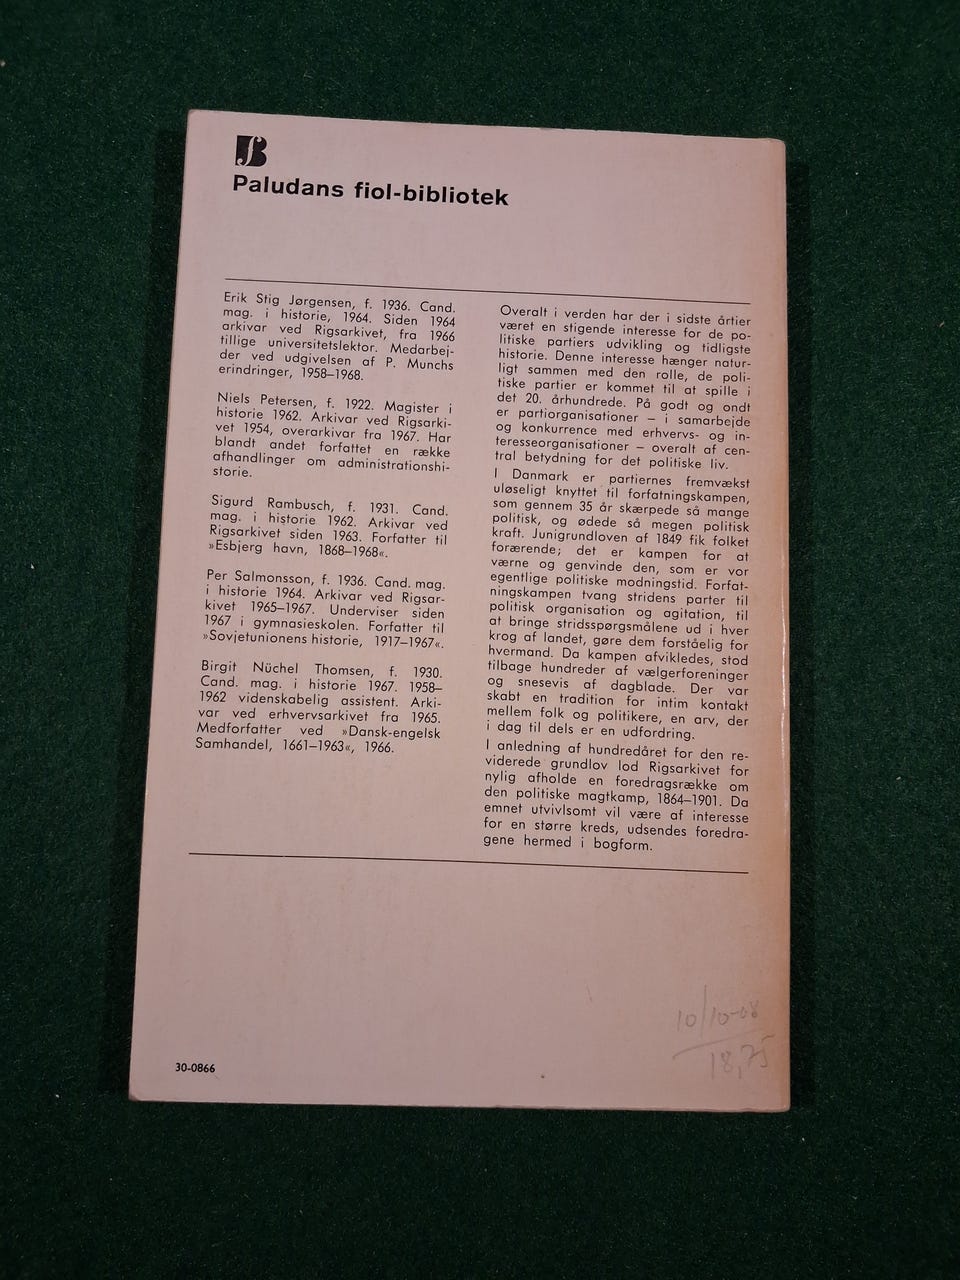 Paludans fiol-bibliotek
Erik Stig Jørgensen, f. 1936. Cand.
mag. i historie, 1964. Siden 1964
arkivar ved Rigsarkivet, fra 1966
tillige universitetslektor. Medarbej-
der ved udgivelsen af P. Munchs
erindringer, 1958–1968.
Niels Petersen, f. 1922. Magister i
historie 1962. Arkivar ved Rigsarki-
vet 1954, overarkivar fra 1967. Har
blandt andet forfattet en række
afhandlinger om administrationshi-
storie.
Sigurd Rambusch, f. 1931. Cand.
mag. i historie 1962. Arkivar ved
Rigsarkivet siden 1963. Forfatter til
»Esbjerg havn, 1868–1968«.
Per Salmonsson, f. 1936. Cand. mag.
i historie 1964. Arkivar ved Rigsar-
kivet 1965–1967. Underviser siden
1967 i gymnasieskolen. Forfatter til
»Sovjetunionens historie, 1917–1967«.
Birgit Nüchel Thomsen, f. 1930.
Cand. mag. i historie 1967. 1958–
1962 videnskabelig assistent. Arki-
var ved erhvervsarkivet fra 1965.
Medforfatter ved »Dansk-engelsk
Samhandel, 1661–1963«, 1966.
Overalt i verden har der i sidste årtier
været en stigende interesse for de po-
litiske partiers udvikling og tidligste
historie. Denne interesse hænger natur-
ligt sammen med den rolle, de poli-
tiske partier er kommet til at spille i
det 20. århundrede. På godt og ondt
er partiorganisationer – i samarbejde
og konkurrence med erhvervs- og in-
teresseorganisationer – overalt af cen-
tral betydning for det politiske liv.
I Danmark er partiernes fremvækst
uløseligt knyttet til forfatningskampen,
som gennem 35 år skærpede så mange
politisk, og ødede så megen politisk
kraft. Junigrundloven af 1849 fik folket
forærende; det er kampen for at
værne og genvinde den, som er vor
egentlige politiske modningstid. Forfat-
ningskampen tvang stridens parter til
politisk organisation og agitation, til
at bringe stridsspørgsmålene ud i hver
krog af landet, gøre dem forståelig for
hvermand. Da kampen afvikledes, stod
tilbage hundreder af vælgerforeninger
og snesevis af dagblade. Der var
skabt en tradition for intim kontakt
mellem folk og politikere, en arv, der
i dag til dels er en udfordring.
I anledning af hundredåret for den re-
viderede grundlov lod Rigsarkivet for
nylig afholde en foredragsrække om
den politiske magtkamp, 1864–1901. Da
emnet utvivlsomt vil være af interesse
for en større kreds, udsendes foredra-
gene hermed i bogform.
10/10-08
18,75
30-0866